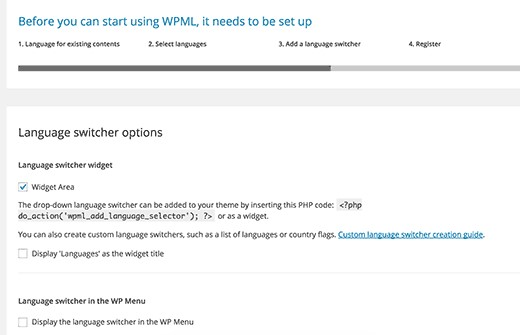 Before you can start using WPML, it needs to be set up
1. Language for existing contents 2. Select languages 3. Add a language switcher 4. Register
Language switcher options
Language switcher widget
Widget Area
The drop-down language switcher can be added to your theme by inserting this PHP code: <?php
do_action('wpml_add_language_selector'); ?> or as a widget.
You can also create custom language switchers, such as a list of languages or country flags. Custom language switcher creation guide.
Display 'Languages' as the widget title
Language switcher in the WP Menu
Display the language switcher in the WP Menu